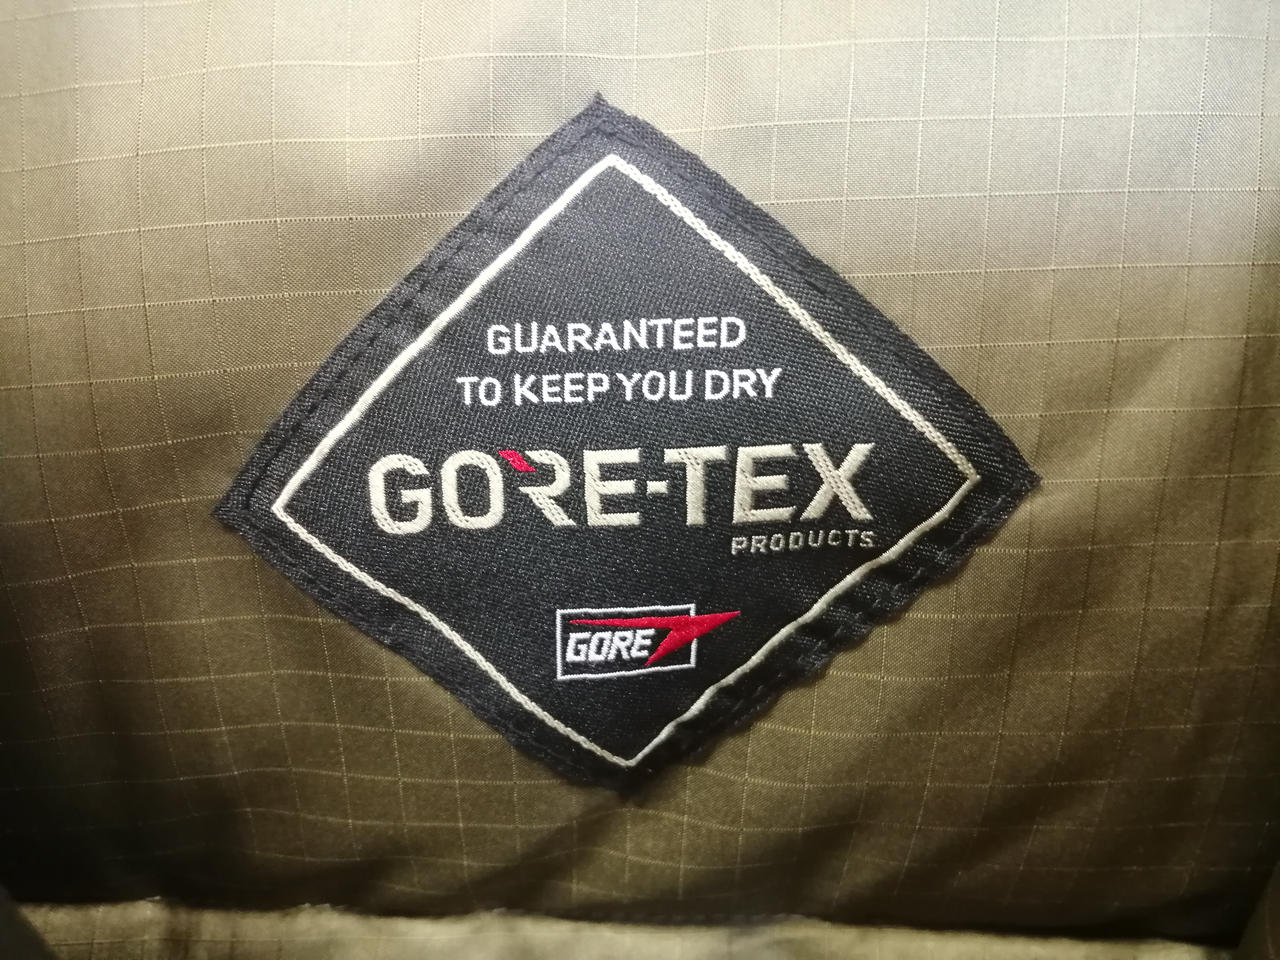 GUARANTEED
TO KEEP YOU DRY
GORE-TEX
PRODUCTS
GORE